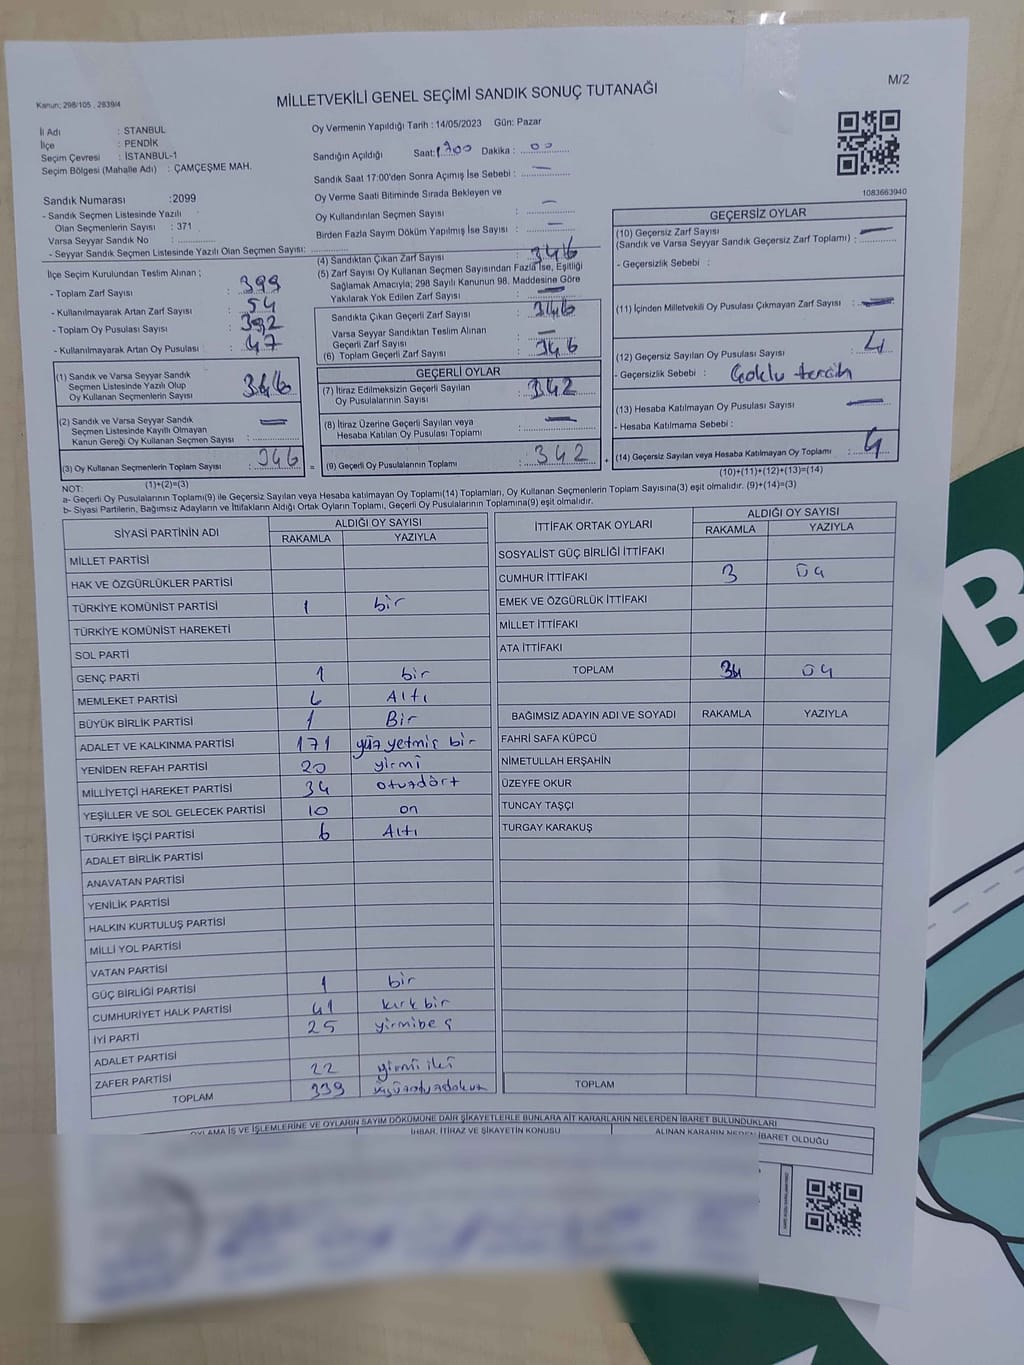 M/2
Kanun; 298/105 , 2839/4
MİLLETVEKİLİ GENEL SEÇİMİ SANDIK SONUÇ TUTANAĞI
İl Adı : STANBUL
İlçe : PENDİK
Seçim Çevresi : İSTANBUL-1
Seçim Bölgesi (Mahalle Adı) : ÇAMÇEŞME MAH.
Sandık Numarası :2099
- Sandık Seçmen Listesinde Yazılı
Olan Seçmenlerin Sayısı : 371
Varsa Seyyar Sandık No :
- Seyyar Sandık Seçmen Listesinde Yazılı Olan Seçmen Sayısı:
Oy Vermenin Yapıldığı Tarih : 14/05/2023 Gün: Pazar
Sandığın Açıldığı Saat: 1700 Dakika : 00
Sandık Saat 17:00'den Sonra Açımış İse Sebebi : —
Oy Verme Saati Bitiminde Sırada Bekleyen ve
Oy Kullandırılan Seçmen Sayısı : —
Birden Fazla Sayım Döküm Yapılmış İse Sayısı : —
1083663940
İlçe Seçim Kurulundan Teslim Alınan ;
- Toplam Zarf Sayısı : 399
- Kullanılmayarak Artan Zarf Sayısı : 54
- Toplam Oy Pusulası Sayısı : 392
- Kullanılmayarak Artan Oy Pusulası : 47
(1) Sandık ve Varsa Seyyar Sandık
Seçmen Listesinde Yazılı Olup
Oy Kullanan Seçmenlerin Sayısı : 346
(2) Sandık ve Varsa Seyyar Sandık
Seçmen Listesinde Kayıtlı Olmayan
Kanun Gereği Oy Kullanan Seçmen Sayısı : —
(3) Oy Kullanan Seçmenlerin Toplam Sayısı : 346
(1)+(2)=(3)
(4) Sandıktan Çıkan Zarf Sayısı : 346
(5) Zarf Sayısı Oy Kullanan Seçmen Sayısından Fazla İse, Eşitliği
Sağlamak Amacıyla; 298 Sayılı Kanunun 98. Maddesine Göre
Yakılarak Yok Edilen Zarf Sayısı : —
Sandıkta Çıkan Geçerli Zarf Sayısı : 346
Varsa Seyyar Sandıktan Teslim Alınan
Geçerli Zarf Sayısı : —
(6) Toplam Geçerli Zarf Sayısı : 346
GEÇERLİ OYLAR
(7) İtiraz Edilmeksizin Geçerli Sayılan
Oy Pusulalarının Sayısı : 342
(8) İtiraz Üzerine Geçerli Sayılan veya
Hesaba Katılan Oy Pusulası Toplamı : —
= (9) Geçerli Oy Pusulalarının Toplamı : 342
GEÇERSİZ OYLAR
(10) Geçersiz Zarf Sayısı
(Sandık ve Varsa Seyyar Sandık Geçersiz Zarf Toplamı) : —
- Geçersizlik Sebebi :
(11) İçinden Milletvekili Oy Pusulası Çıkmayan Zarf Sayısı : —
(12) Geçersiz Sayılan Oy Pusulası Sayısı : 4
- Geçersizlik Sebebi : Çoklu tercih
(13) Hesaba Katılmayan Oy Pusulası Sayısı : —
- Hesaba Katılmama Sebebi :
+ (14) Geçersiz Sayılan veya Hesaba Katılmayan Oy Toplamı : 4
(10)+(11)+(12)+(13)=(14)
NOT:
a- Geçerli Oy Pusulalarının Toplamı(9) ile Geçersiz Sayılan veya Hesaba katılmayan Oy Toplamı(14) Toplamları, Oy Kullanan Seçmenlerin Toplam Sayısına(3) eşit olmalıdır. (9)+(14)=(3)
b- Siyasi Partilerin, Bağımsız Adayların ve İttifakların Aldığı Ortak Oyların Toplamı, Geçerli Oy Pusulalarının Toplamına(9) eşit olmalıdır.
SİYASİ PARTİNİN ADI ALDIĞI OY SAYISI
RAKAMLA YAZIYLA
MİLLET PARTİSİ
HAK VE ÖZGÜRLÜKLER PARTİSİ
TÜRKİYE KOMÜNİST PARTİSİ 1 bir
TÜRKİYE KOMÜNİST HAREKETİ
SOL PARTİ
GENÇ PARTİ 1 bir
MEMLEKET PARTİSİ 6 Altı
BÜYÜK BİRLİK PARTİSİ 1 Bir
ADALET VE KALKINMA PARTİSİ 171 yüz yetmiş bir
YENİDEN REFAH PARTİSİ 20 yirmi
MİLLİYETÇİ HAREKET PARTİSİ 34 otuzdört
YEŞİLLER VE SOL GELECEK PARTİSİ 10 on
TÜRKİYE İŞÇİ PARTİSİ 6 Altı
ADALET BİRLİK PARTİSİ
ANAVATAN PARTİSİ
YENİLİK PARTİSİ
HALKIN KURTULUŞ PARTİSİ
MİLLİ YOL PARTİSİ
VATAN PARTİSİ
GÜÇ BİRLİĞİ PARTİSİ 1 bir
CUMHURİYET HALK PARTİSİ 41 kırk bir
İYİ PARTİ 25 yirmibeş
ADALET PARTİSİ
ZAFER PARTİSİ 22 yirmi iki
TOPLAM 339 üçyüzotuzdokuz
İTTİFAK ORTAK OYLARI ALDIĞI OY SAYISI
RAKAMLA YAZIYLA
SOSYALİST GÜÇ BİRLİĞİ İTTİFAKI
CUMHUR İTTİFAKI 3 üç
EMEK VE ÖZGÜRLÜK İTTİFAKI
MİLLET İTTİFAKI
ATA İTTİFAKI
TOPLAM üç
BAĞIMSIZ ADAYIN ADI VE SOYADI RAKAMLA YAZIYLA
FAHRİ SAFA KÜPCÜ
NİMETULLAH ERŞAHİN
ÜZEYFE OKUR
TUNCAY TAŞÇI
TURGAY KARAKUŞ
TOPLAM
OYLAMA İŞ VE İŞLEMLERİNE VE OYLARIN SAYIM DÖKÜMÜNE DAİR ŞİKAYETLERLE BUNLARA AİT KARARLARIN NELERDEN İBARET BULUNDUKLARI
İHBAR, İTİRAZ VE ŞİKAYETİN KONUSU
ALINAN KARARIN NEDEN İBARET OLDUĞU
B